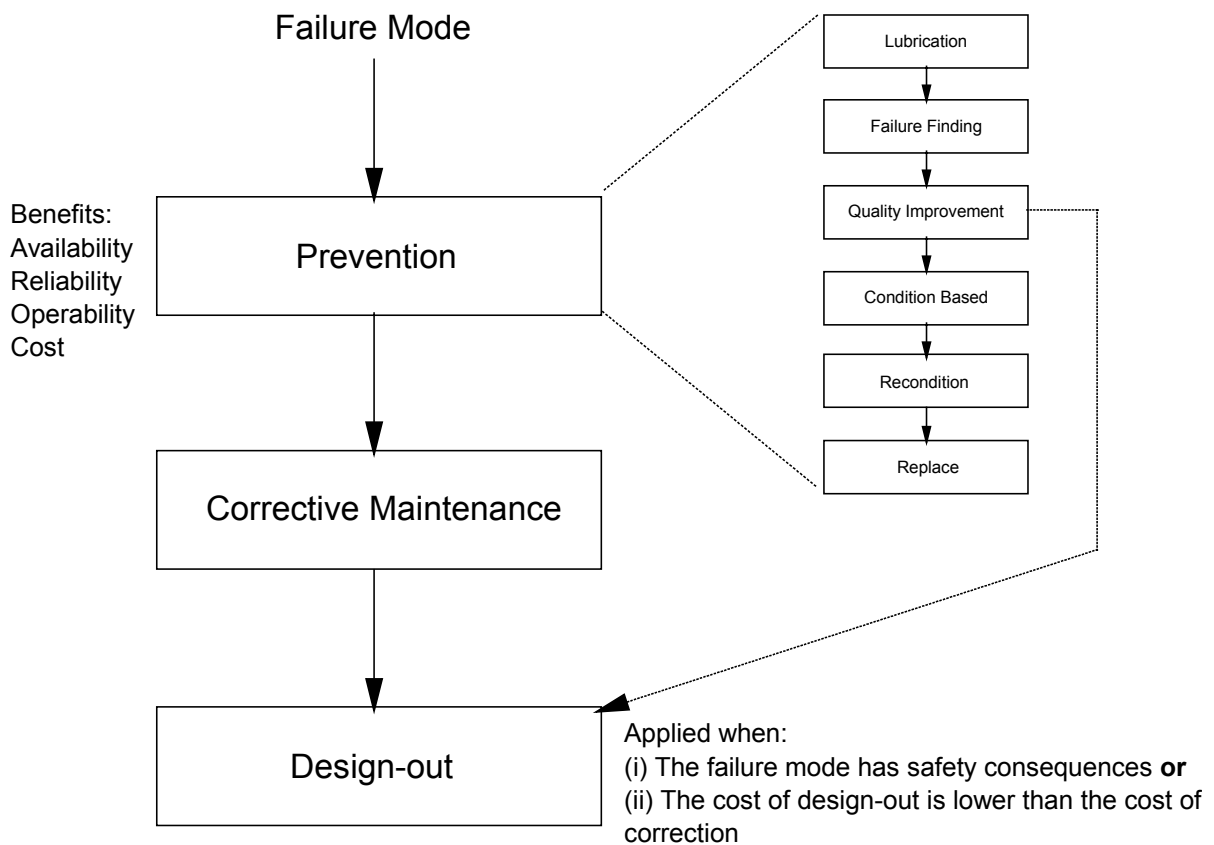 Failure Mode
Lubrication
Failure Finding
Quality Improvement
Condition Based
Recondition
Replace
Benefits:
Availability
Reliability
Operability
Cost
Prevention
Corrective Maintenance
Design-out
Applied when:
(i) The failure mode has safety consequences or
(ii) The cost of design-out is lower than the cost of
correction